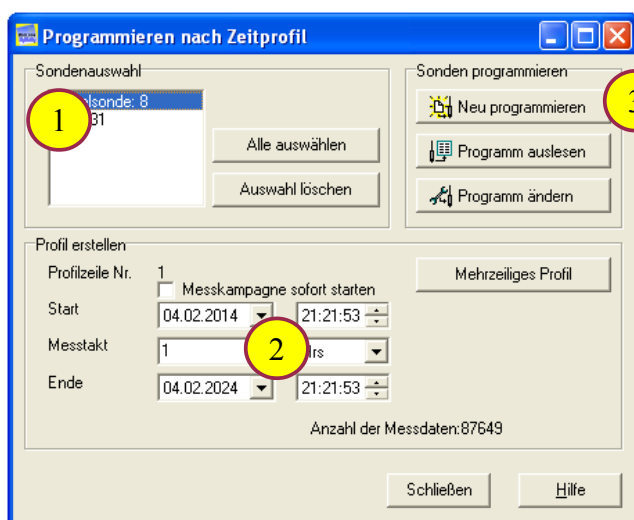 Programmieren nach Zeitprofil
Sondenauswahl
8
1
31
Alle auswählen
Auswahl löschen
Sonden programmieren
Neu programmieren
3
Programm auslesen
Programm ändern
Profil erstellen
Profilzeile Nr. 1
Messkampagne sofort starten
Start 04.02.2014 21:21:53
Messtakt 1 2
Ende 04.02.2024 21:21:53
Mehrzeiliges Profil
Anzahl der Messdaten:87649
Schließen
Hilfe